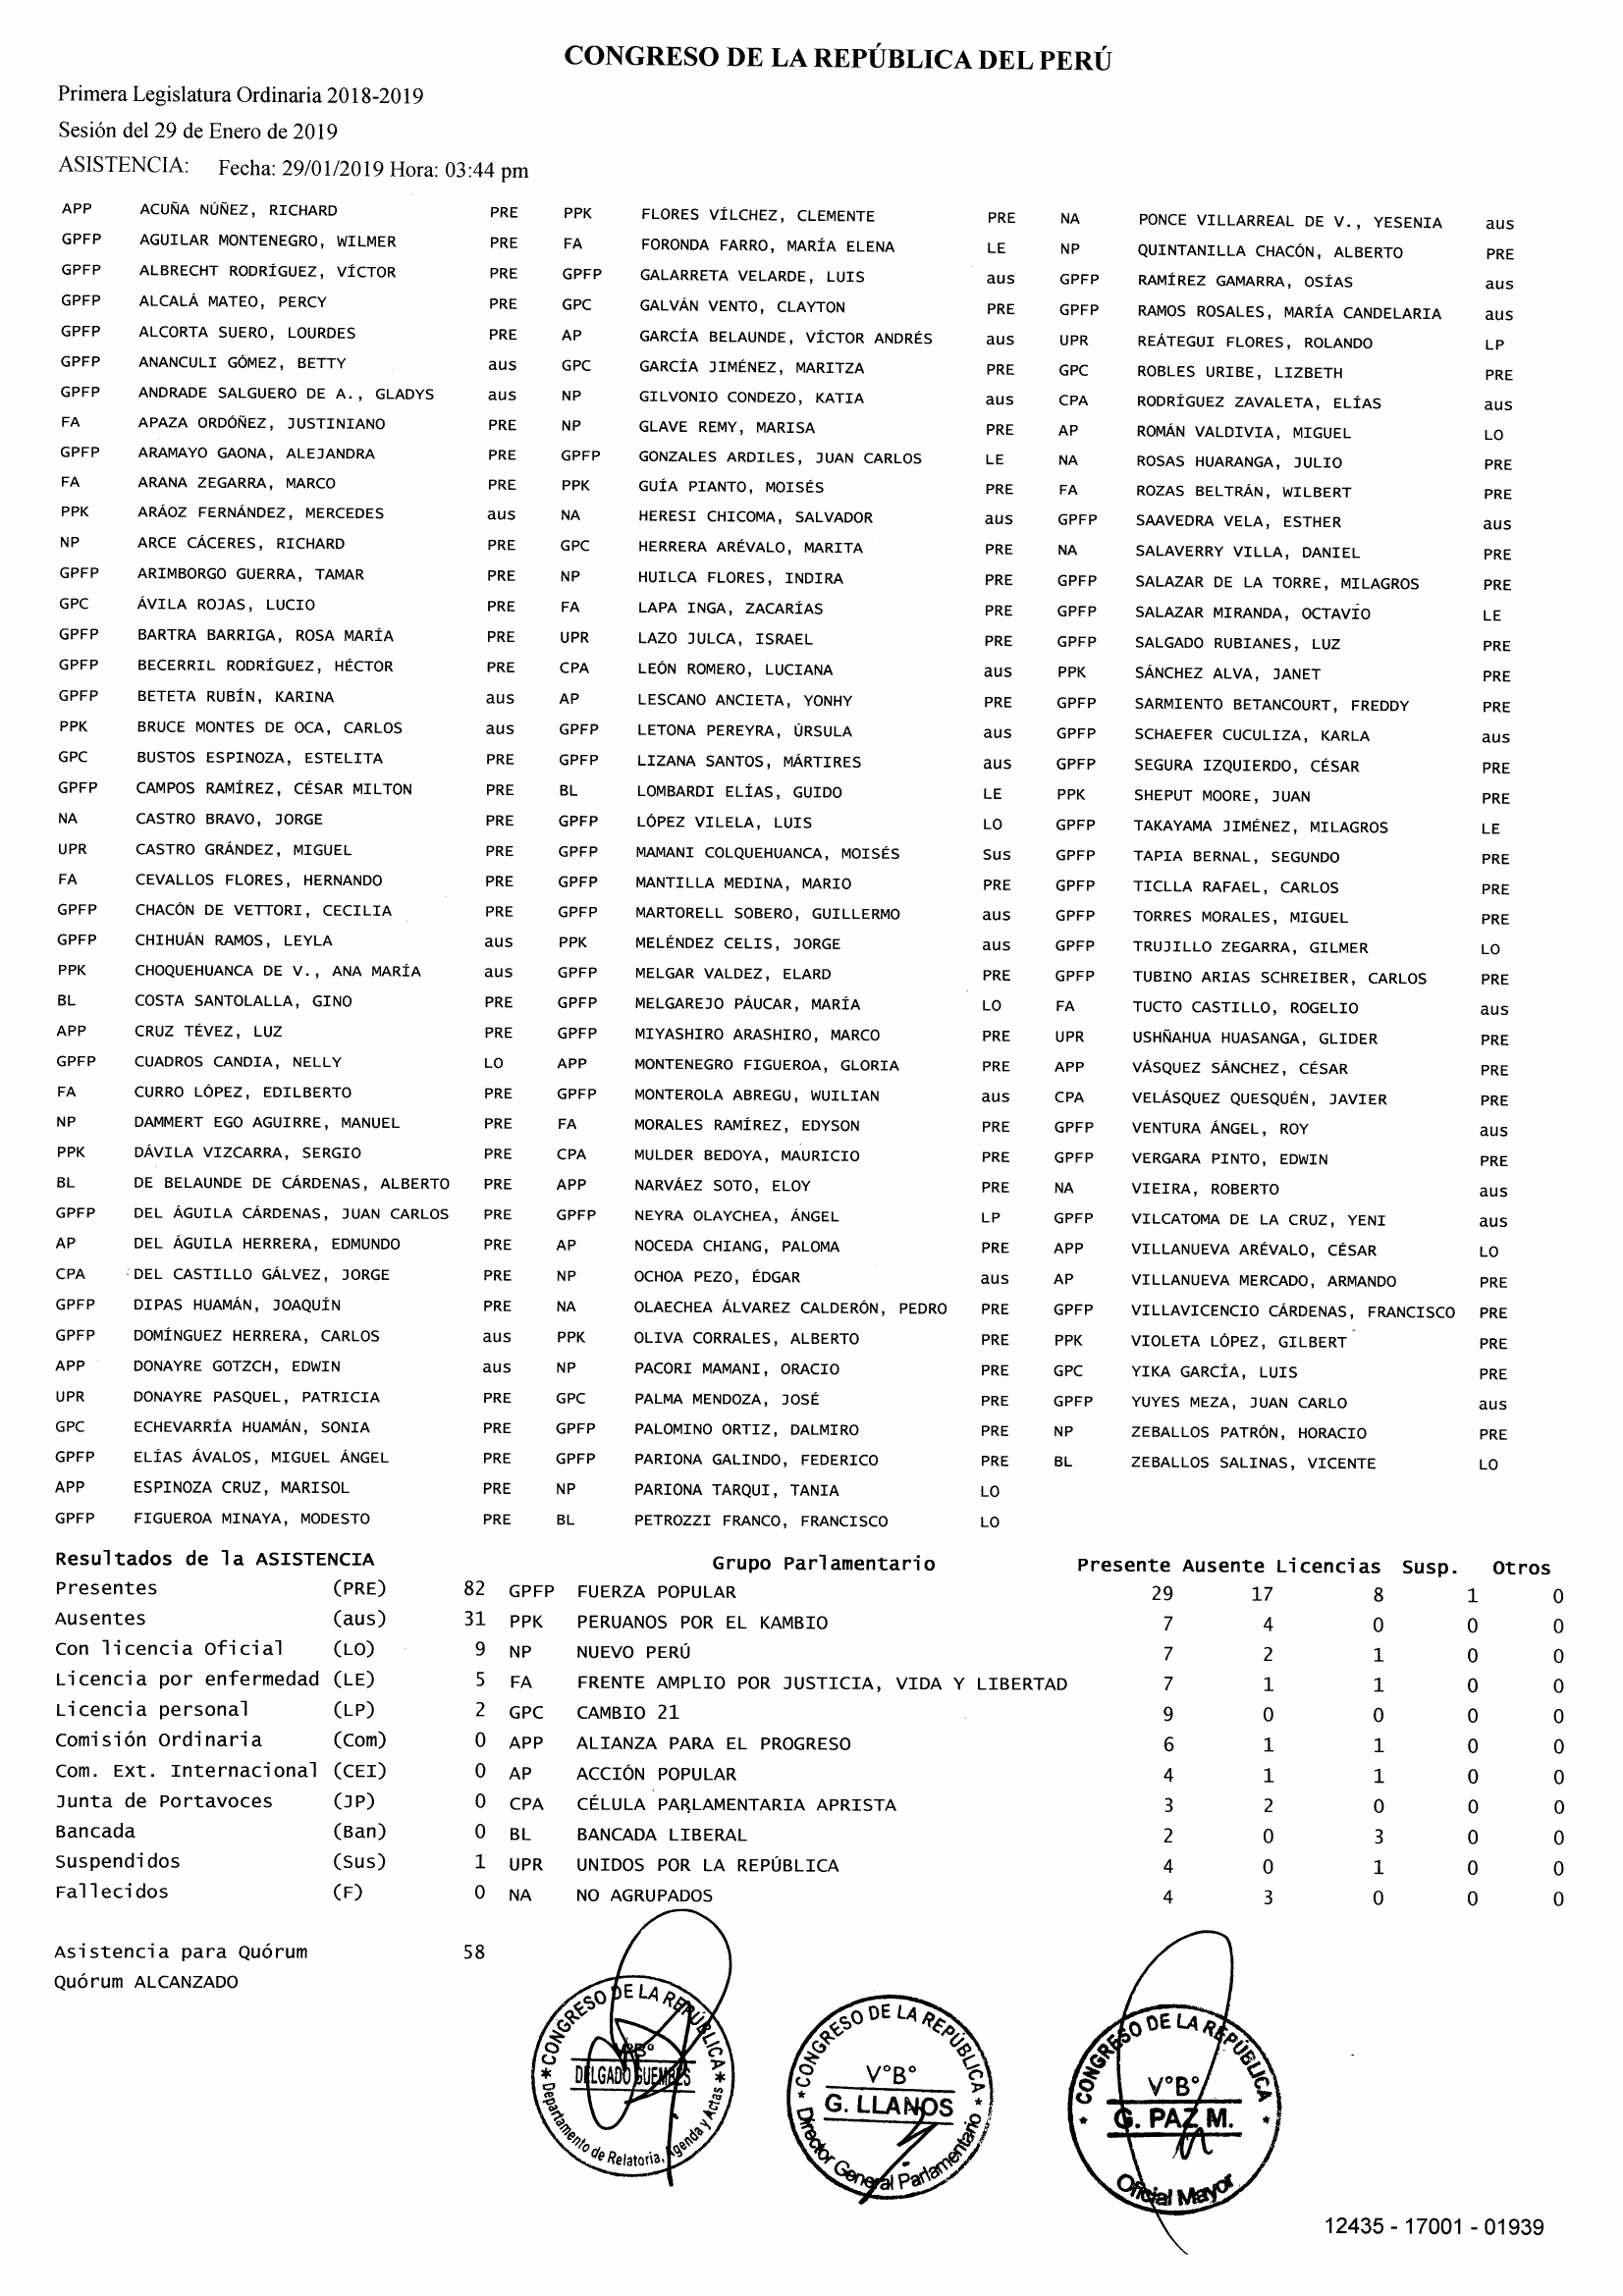 CONGRESO DE LA REPÚBLICA DEL PERÚ
Primera Legislatura Ordinaria 2018-2019
Sesión del 29 de Enero de 2019
ASISTENCIA: Fecha: 29/01/2019 Hora: 03:44 pm
APP ACUÑA NÚÑEZ, RICHARD PRE PPK FLORES VÍLCHEZ, CLEMENTE PRE NA PONCE VILLARREAL DE V., YESENIA aus
GPFP AGUILAR MONTENEGRO, WILMER PRE FA FORONDA FARRO, MARÍA ELENA LE NP QUINTANILLA CHACÓN, ALBERTO PRE
GPFP ALBRECHT RODRÍGUEZ, VÍCTOR PRE GPFP GALARRETA VELARDE, LUIS aus GPFP RAMÍREZ GAMARRA, OSÍAS aus
GPFP ALCALÁ MATEO, PERCY PRE GPC GALVÁN VENTO, CLAYTON PRE GPFP RAMOS ROSALES, MARÍA CANDELARIA aus
GPFP ALCORTA SUERO, LOURDES PRE AP GARCÍA BELAUNDE, VÍCTOR ANDRÉS aus UPR REÁTEGUI FLORES, ROLANDO LP
GPFP ANANCULI GÓMEZ, BETTY aus GPC GARCÍA JIMÉNEZ, MARITZA PRE GPC ROBLES URIBE, LIZBETH PRE
GPFP ANDRADE SALGUERO DE A., GLADYS aus NP GILVONIO CONDEZO, KATIA aus CPA RODRÍGUEZ ZAVALETA, ELÍAS aus
FA APAZA ORDÓÑEZ, JUSTINIANO PRE NP GLAVE REMY, MARISA PRE AP ROMÁN VALDIVIA, MIGUEL LO
GPFP ARAMAYO GAONA, ALEJANDRA PRE GPFP GONZALES ARDILES, JUAN CARLOS LE NA ROSAS HUARANGA, JULIO PRE
FA ARANA ZEGARRA, MARCO PRE PPK GUÍA PIANTO, MOISÉS PRE FA ROZAS BELTRÁN, WILBERT PRE
PPK ARÁOZ FERNÁNDEZ, MERCEDES aus NA HERESI CHICOMA, SALVADOR aus GPFP SAAVEDRA VELA, ESTHER aus
NP ARCE CÁCERES, RICHARD PRE GPC HERRERA ARÉVALO, MARITA PRE NA SALAVERRY VILLA, DANIEL PRE
GPFP ARIMBORGO GUERRA, TAMAR PRE NP HUILCA FLORES, INDIRA PRE GPFP SALAZAR DE LA TORRE, MILAGROS PRE
GPC ÁVILA ROJAS, LUCIO PRE FA LAPA INGA, ZACARÍAS PRE GPFP SALAZAR MIRANDA, OCTAVIO LE
GPFP BARTRA BARRIGA, ROSA MARÍA PRE UPR LAZO JULCA, ISRAEL PRE GPFP SALGADO RUBIANES, LUZ PRE
GPFP BECERRIL RODRÍGUEZ, HÉCTOR PRE CPA LEÓN ROMERO, LUCIANA aus PPK SÁNCHEZ ALVA, JANET PRE
GPFP BETETA RUBÍN, KARINA aus AP LESCANO ANCIETA, YONHY PRE GPFP SARMIENTO BETANCOURT, FREDDY PRE
PPK BRUCE MONTES DE OCA, CARLOS aus GPFP LETONA PEREYRA, ÚRSULA aus GPFP SCHAEFER CUCULIZA, KARLA aus
GPC BUSTOS ESPINOZA, ESTELITA PRE GPFP LIZANA SANTOS, MÁRTIRES aus GPFP SEGURA IZQUIERDO, CÉSAR PRE
GPFP CAMPOS RAMÍREZ, CÉSAR MILTON PRE BL LOMBARDI ELÍAS, GUIDO LE PPK SHEPUT MOORE, JUAN PRE
NA CASTRO BRAVO, JORGE PRE GPFP LÓPEZ VILELA, LUIS LO GPFP TAKAYAMA JIMÉNEZ, MILAGROS LE
UPR CASTRO GRÁNDEZ, MIGUEL PRE GPFP MAMANI COLQUEHUANCA, MOISÉS Sus GPFP TAPIA BERNAL, SEGUNDO PRE
FA CEVALLOS FLORES, HERNANDO PRE GPFP MANTILLA MEDINA, MARIO PRE GPFP TICLLA RAFAEL, CARLOS PRE
GPFP CHACÓN DE VETTORI, CECILIA PRE GPFP MARTORELL SOBERO, GUILLERMO aus GPFP TORRES MORALES, MIGUEL PRE
GPFP CHIHUÁN RAMOS, LEYLA aus PPK MELÉNDEZ CELIS, JORGE aus GPFP TRUJILLO ZEGARRA, GILMER LO
PPK CHOQUEHUANCA DE V., ANA MARÍA aus GPFP MELGAR VALDEZ, ELARD PRE GPFP TUBINO ARIAS SCHREIBER, CARLOS PRE
BL COSTA SANTOLALLA, GINO PRE GPFP MELGAREJO PÁUCAR, MARÍA LO FA TUCTO CASTILLO, ROGELIO aus
APP CRUZ TÉVEZ, LUZ PRE GPFP MIYASHIRO ARASHIRO, MARCO PRE UPR USHÑAHUA HUASANGA, GLIDER PRE
GPFP CUADROS CANDIA, NELLY LO APP MONTENEGRO FIGUEROA, GLORIA PRE APP VÁSQUEZ SÁNCHEZ, CÉSAR PRE
FA CURRO LÓPEZ, EDILBERTO PRE GPFP MONTEROLA ABREGU, WUILIAN aus CPA VELÁSQUEZ QUESQUÉN, JAVIER PRE
NP DAMMERT EGO AGUIRRE, MANUEL PRE FA MORALES RAMÍREZ, EDYSON PRE GPFP VENTURA ÁNGEL, ROY aus
PPK DÁVILA VIZCARRA, SERGIO PRE CPA MULDER BEDOYA, MAURICIO PRE GPFP VERGARA PINTO, EDWIN PRE
BL DE BELAUNDE DE CÁRDENAS, ALBERTO PRE APP NARVÁEZ SOTO, ELOY PRE NA VIEIRA, ROBERTO aus
GPFP DEL ÁGUILA CÁRDENAS, JUAN CARLOS PRE GPFP NEYRA OLAYCHEA, ÁNGEL LP GPFP VILCATOMA DE LA CRUZ, YENI aus
AP DEL ÁGUILA HERRERA, EDMUNDO PRE AP NOCEDA CHIANG, PALOMA PRE APP VILLANUEVA ARÉVALO, CÉSAR LO
CPA DEL CASTILLO GÁLVEZ, JORGE PRE NP OCHOA PEZO, ÉDGAR aus AP VILLANUEVA MERCADO, ARMANDO PRE
GPFP DIPAS HUAMÁN, JOAQUÍN PRE NA OLAECHEA ÁLVAREZ CALDERÓN, PEDRO PRE GPFP VILLAVICENCIO CÁRDENAS, FRANCISCO PRE
GPFP DOMÍNGUEZ HERRERA, CARLOS aus PPK OLIVA CORRALES, ALBERTO PRE PPK VIOLETA LÓPEZ, GILBERT PRE
APP DONAYRE GOTZCH, EDWIN aus NP PACORI MAMANI, ORACIO PRE GPC YIKA GARCÍA, LUIS PRE
UPR DONAYRE PASQUEL, PATRICIA PRE GPC PALMA MENDOZA, JOSÉ PRE GPFP YUYES MEZA, JUAN CARLO aus
GPC ECHEVARRÍA HUAMÁN, SONIA PRE GPFP PALOMINO ORTIZ, DALMIRO PRE NP ZEBALLOS PATRÓN, HORACIO PRE
GPFP ELÍAS ÁVALOS, MIGUEL ÁNGEL PRE GPFP PARIONA GALINDO, FEDERICO PRE BL ZEBALLOS SALINAS, VICENTE LO
APP ESPINOZA CRUZ, MARISOL PRE NP PARIONA TARQUI, TANIA LO
GPFP FIGUEROA MINAYA, MODESTO PRE BL PETROZZI FRANCO, FRANCISCO LO
Resultados de la ASISTENCIA Grupo Parlamentario Presente Ausente Licencias Susp. Otros
Presentes (PRE) 82 GPFP FUERZA POPULAR 29 17 8 1 0
Ausentes (aus) 31 PPK PERUANOS POR EL KAMBIO 7 4 0 0 0
Con licencia Oficial (LO) 9 NP NUEVO PERÚ 7 2 1 0 0
Licencia por enfermedad (LE) 5 FA FRENTE AMPLIO POR JUSTICIA, VIDA Y LIBERTAD 7 1 1 0 0
Licencia personal (LP) 2 GPC CAMBIO 21 9 0 0 0 0
Comisión Ordinaria (Com) 0 APP ALIANZA PARA EL PROGRESO 6 1 1 0 0
Com. Ext. Internacional (CEI) 0 AP ACCIÓN POPULAR 4 1 1 0 0
Junta de Portavoces (JP) 0 CPA CÉLULA PARLAMENTARIA APRISTA 3 2 0 0 0
Bancada (Ban) 0 BL BANCADA LIBERAL 2 0 3 0 0
Suspendidos (Sus) 1 UPR UNIDOS POR LA REPÚBLICA 4 0 1 0 0
Fallecidos (F) 0 NA NO AGRUPADOS 4 3 0 0 0
Asistencia para Quórum 58
Quórum ALCANZADO
CONGRESO DE LA REPÚBLICA
V°B°
DELGADO GUEMBES
Departamento de Relatoria, Agenda y Actas
CONGRESO DE LA REPÚBLICA
V°B°
G. LLANOS
Director General Parlamentario
CONGRESO DE LA REPÚBLICA
V°B°
G. PAZ M.
Oficial Mayor
12435 - 17001 - 01939